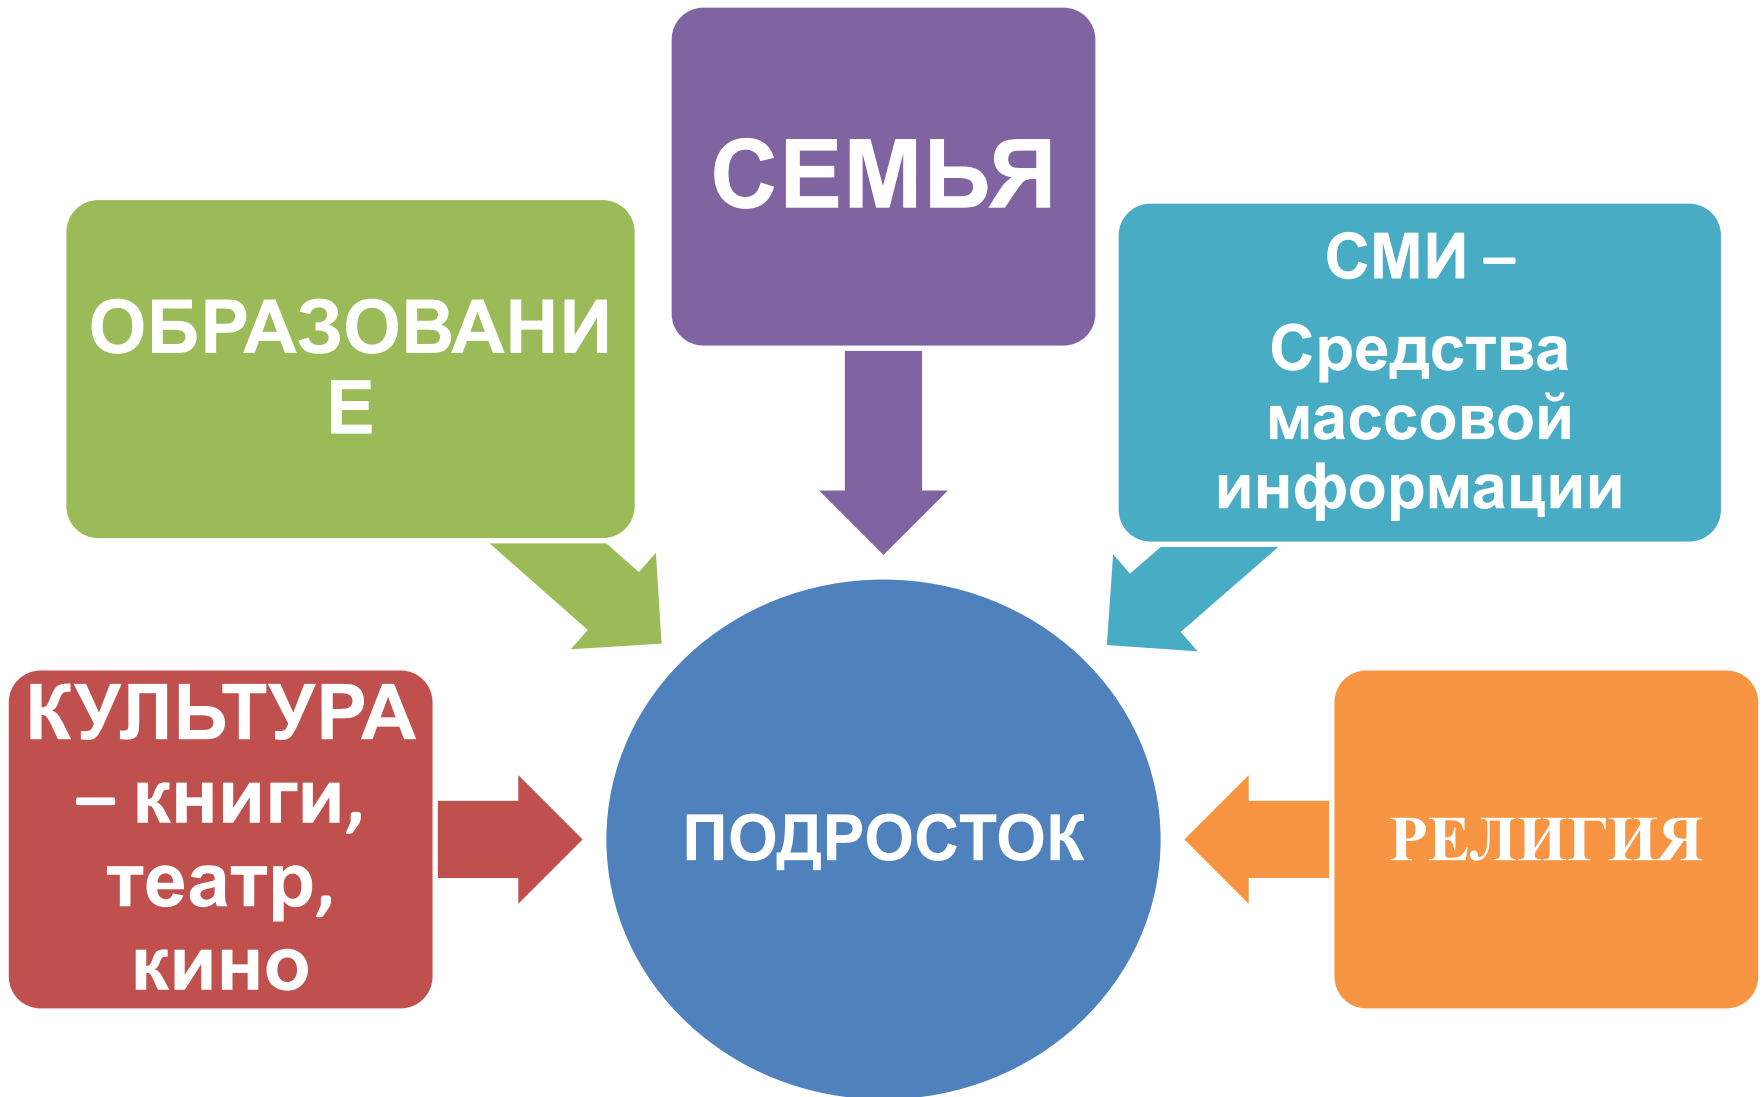 СЕМЬЯ
ОБРАЗОВАНИ
Е
СМИ –
Средства
массовой
информации
КУЛЬТУРА
– книги,
театр,
кино
ПОДРОСТОК
РЕЛИГИЯ